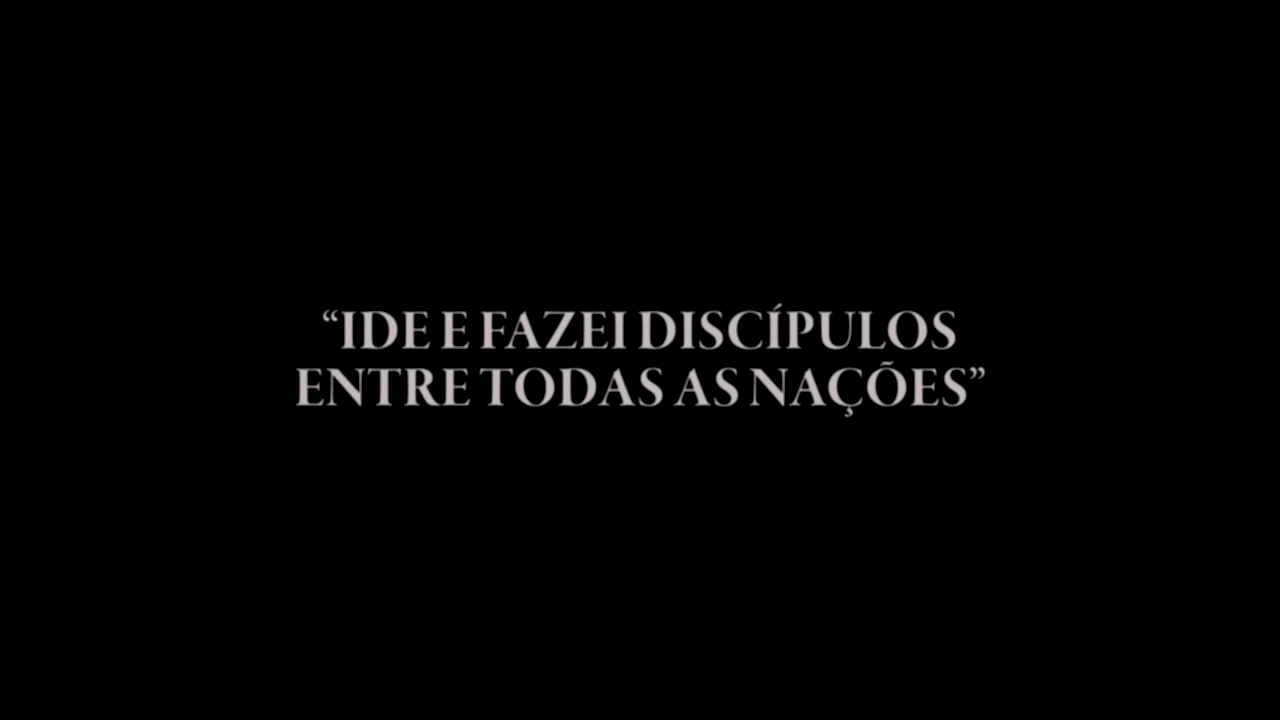 “IDE E FAZEI DISCÍPULOS
ENTRE TODAS AS NAÇÕES”